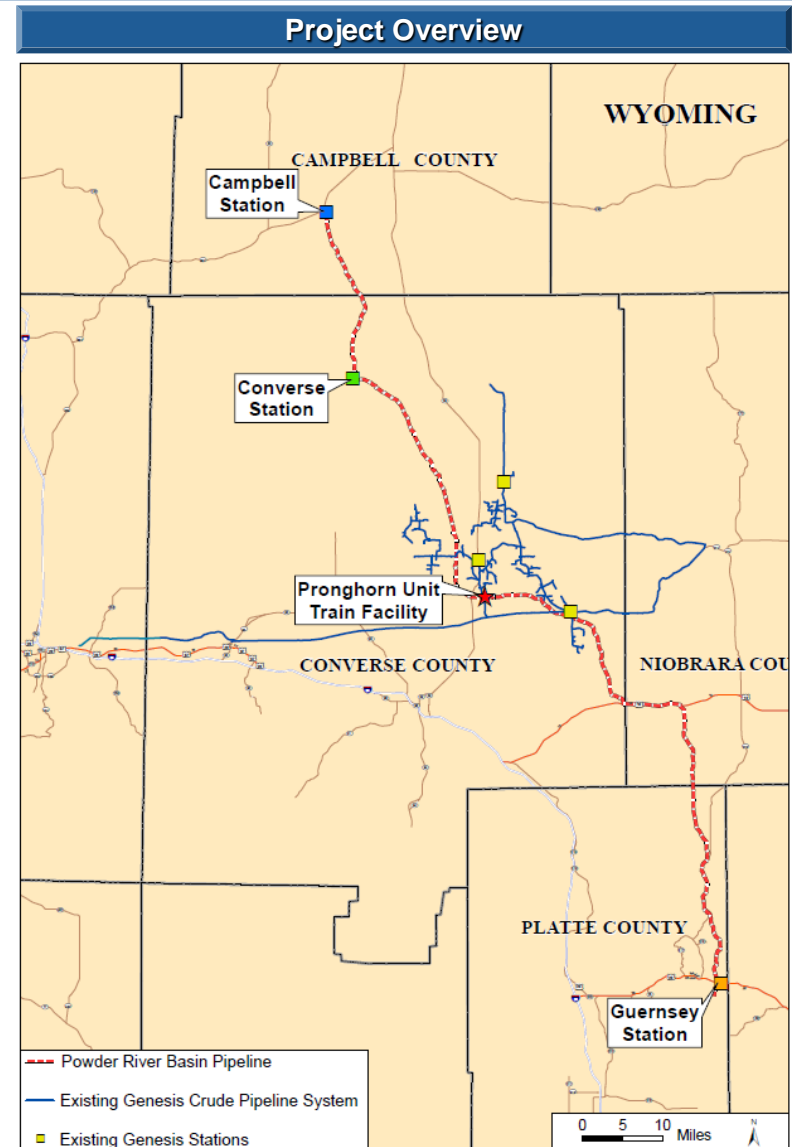 Project Overview
WYOMING
CAMPBELL COUNTY
Campbell
Station
Converse
Station
Pronghorn Unit
Train Facility
CONVERSE COUNTY
NIOBRARA COU
PLATTE COUNTY
Guernsey
Station
Powder River Basin Pipeline
Existing Genesis Crude Pipeline System
Existing Genesis Stations
0 5 10 Miles
N